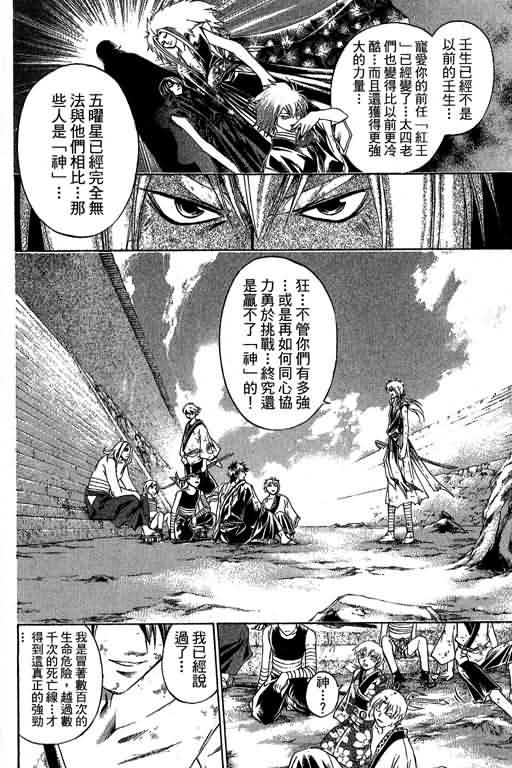 壬生已經不是
以前的壬生…
寵愛你的前任「紅王
」已經變了…太四老
們也變得比以前更冷
酷…而且還獲得更強
大的力量…
五曜星已經完全無
法與他們相比…那
些人是「神」…
狂…不管你們有多強
…或是再如何同心協
力勇於挑戰…終究還
是贏不了「神」的！
神…？
我已經說
過了…
我是冒著數百次的
生命危險，越過數
千次的死亡線…才
得到這真正的強勁
…